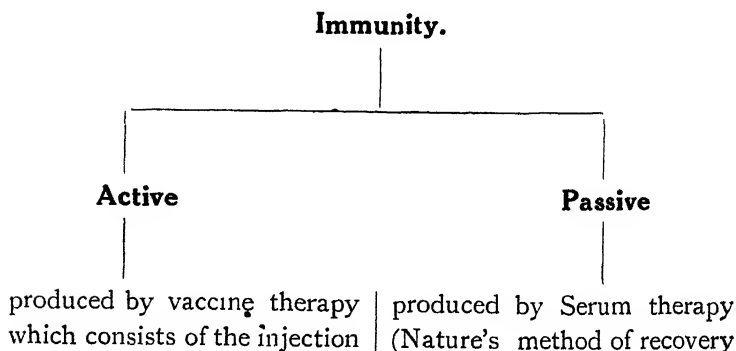 Immunity.
Active
Passive
produced by vaccine therapy
which consists of the injection
produced by Serum therapy
(Nature's method of recovery